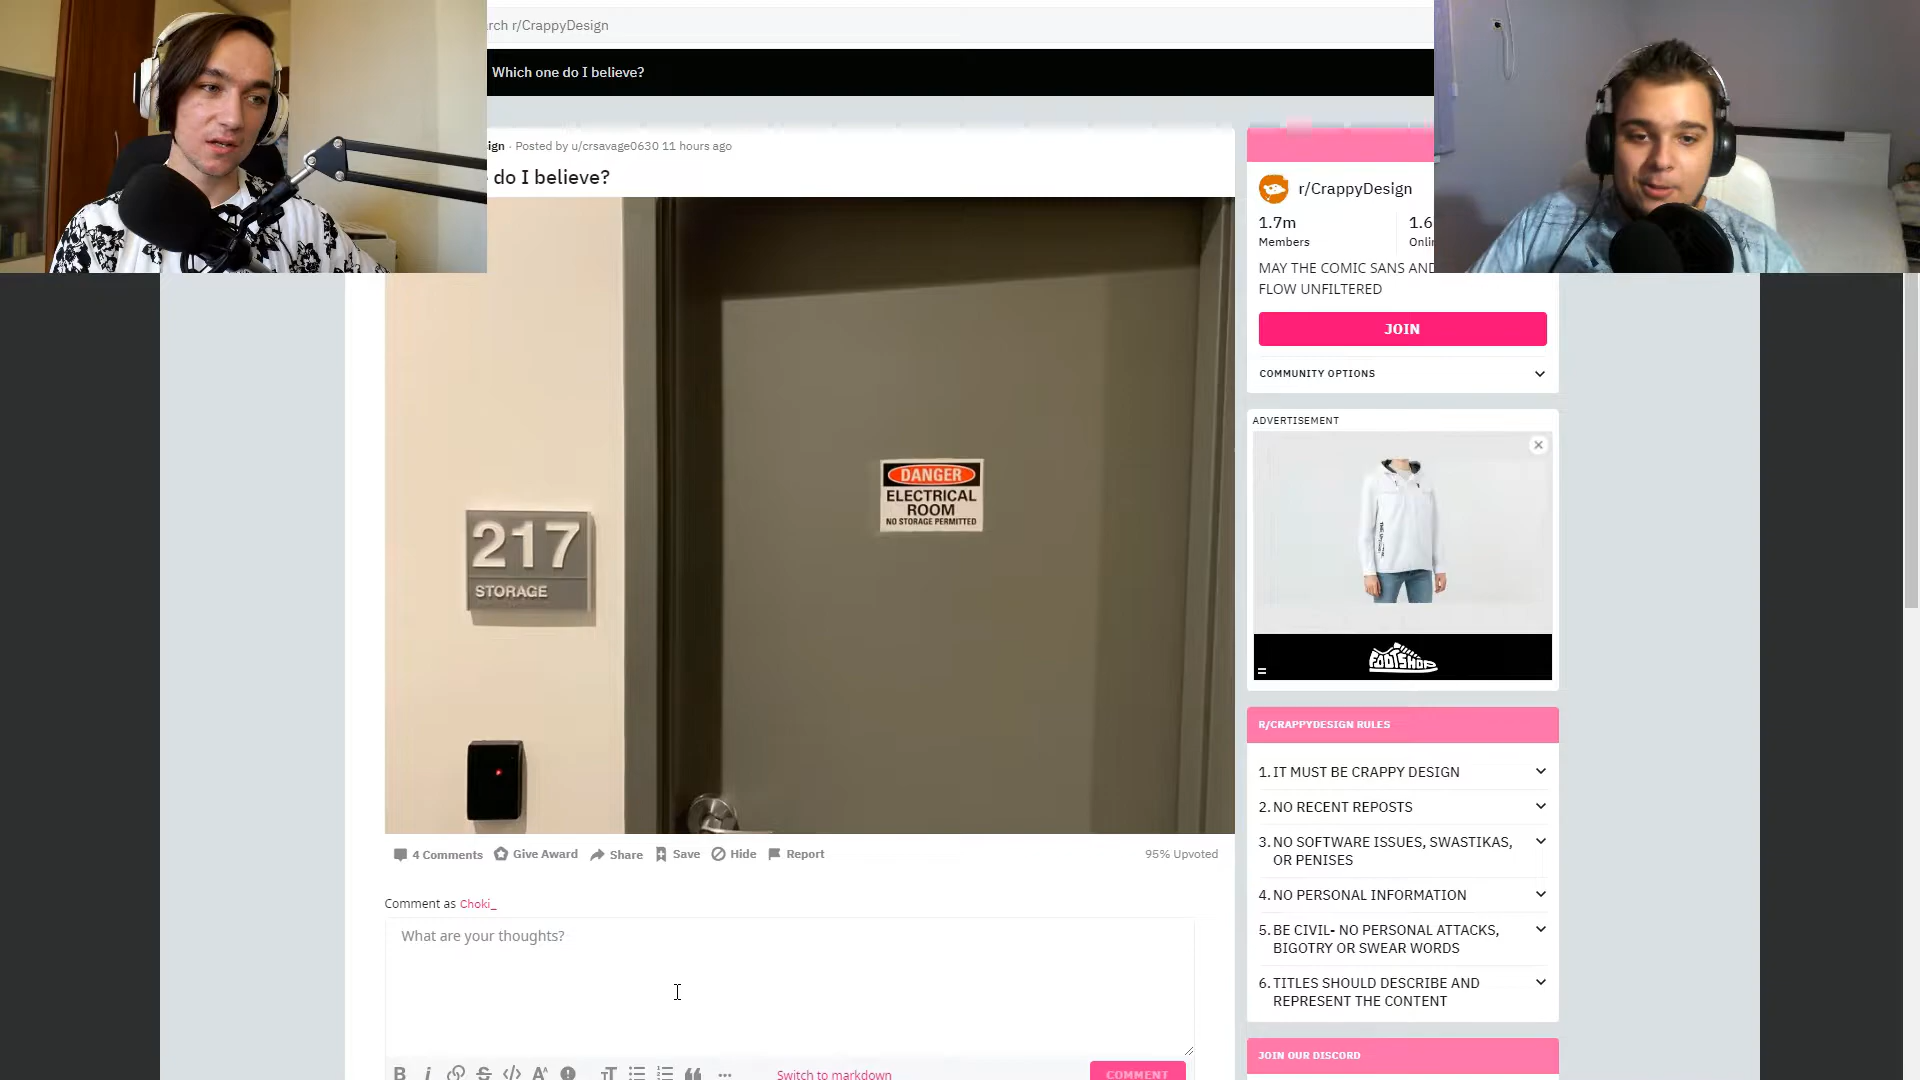 rch r/CrappyDesign
Which one do I believe?
ign · Posted by u/crsavage0630 11 hours ago
do I believe?
DANGER
ELECTRICAL
ROOM
NO STORAGE PERMITTED
217
STORAGE
4 Comments
Give Award
Share
Save
Hide
Report
95% Upvoted
Comment as Choki_
What are your thoughts?
Switch to markdown
COMMENT
r/CrappyDesign
1.7m
1.6
Members
Onlin
MAY THE COMIC SANS AND
FLOW UNFILTERED
JOIN
COMMUNITY OPTIONS
ADVERTISEMENT
FOOTSHOP
R/CRAPPYDESIGN RULES
1. IT MUST BE CRAPPY DESIGN
2. NO RECENT REPOSTS
3. NO SOFTWARE ISSUES, SWASTIKAS,
OR PENISES
4. NO PERSONAL INFORMATION
5. BE CIVIL- NO PERSONAL ATTACKS,
BIGOTRY OR SWEAR WORDS
6. TITLES SHOULD DESCRIBE AND
REPRESENT THE CONTENT
JOIN OUR DISCORD